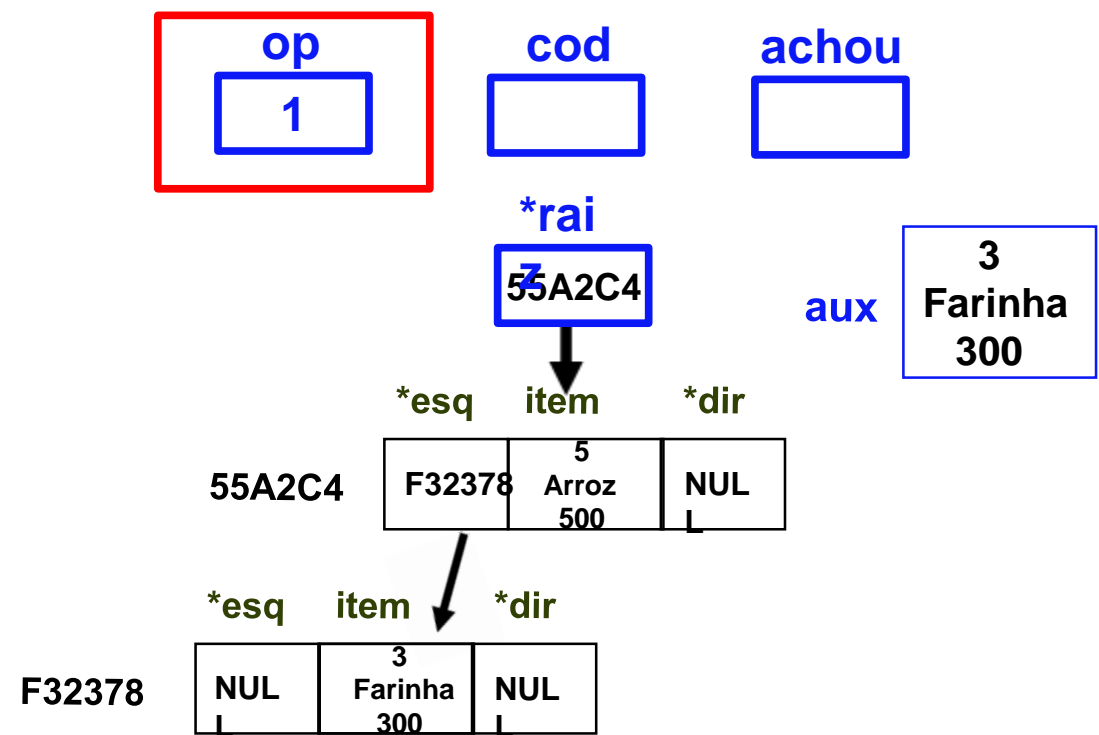 op
cod
achou
1
*rai
z
55A2C4
aux
3
Farinha
300
*esq
item
*dir
55A2C4
F32378
5
Arroz
500
NUL
L
*esq
item
*dir
F32378
NUL
L
3
Farinha
300
NUL
L